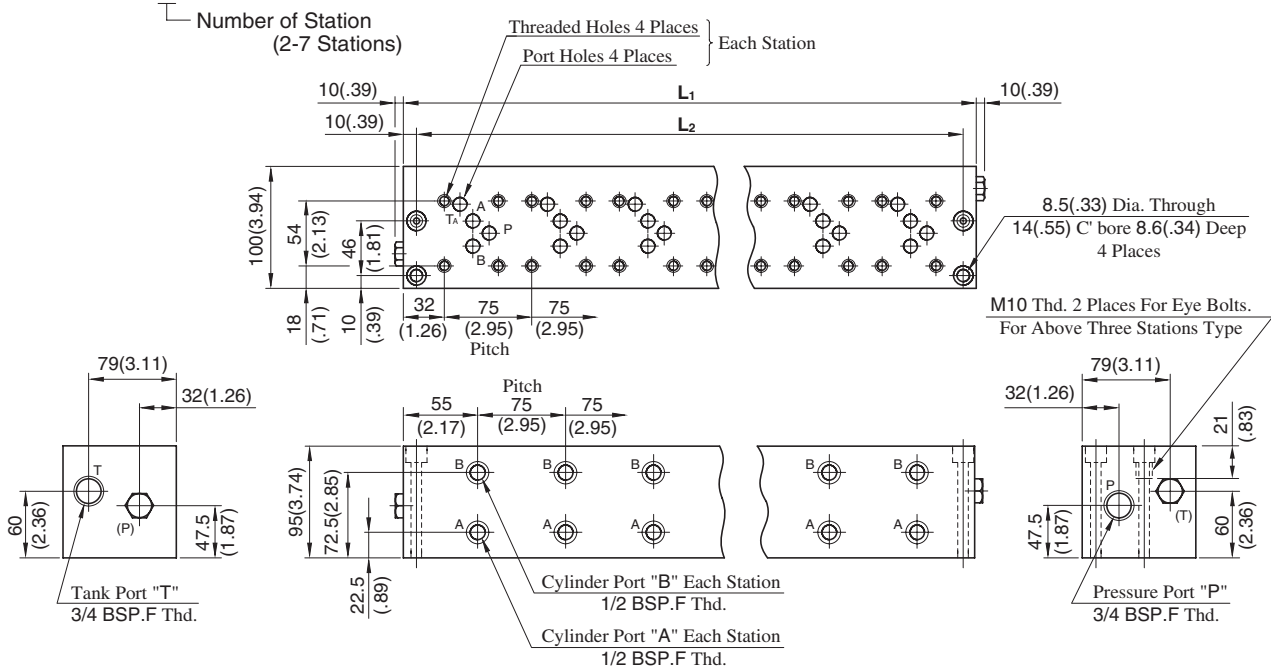 Number of Station
(2-7 Stations)
Threaded Holes 4 Places
Port Holes 4 Places
Each Station
10(.39)
L1
10(.39)
10(.39)
L2
100(3.94)
54
(2.13)
46
(1.81)
TA
A
P
B
8.5(.33) Dia. Through
14(.55) C' bore 8.6(.34) Deep
4 Places
18
(.71)
10
(.39)
32
(1.26)
75
(2.95)
Pitch
75
(2.95)
M10 Thd. 2 Places For Eye Bolts.
For Above Three Stations Type
79(3.11)
32(1.26)
T
(P)
60
(2.36)
47.5
(1.87)
Tank Port "T"
3/4 BSP.F Thd.
Pitch
55
(2.17)
75
(2.95)
75
(2.95)
95(3.74)
72.5(2.85)
22.5
(.89)
B B B B B
A A A A A
Cylinder Port "B" Each Station
1/2 BSP.F Thd.
Cylinder Port "A" Each Station
1/2 BSP.F Thd.
79(3.11)
32(1.26)
21
(.83)
P
(T)
47.5
(1.87)
60
(2.36)
Pressure Port "P"
3/4 BSP.F Thd.